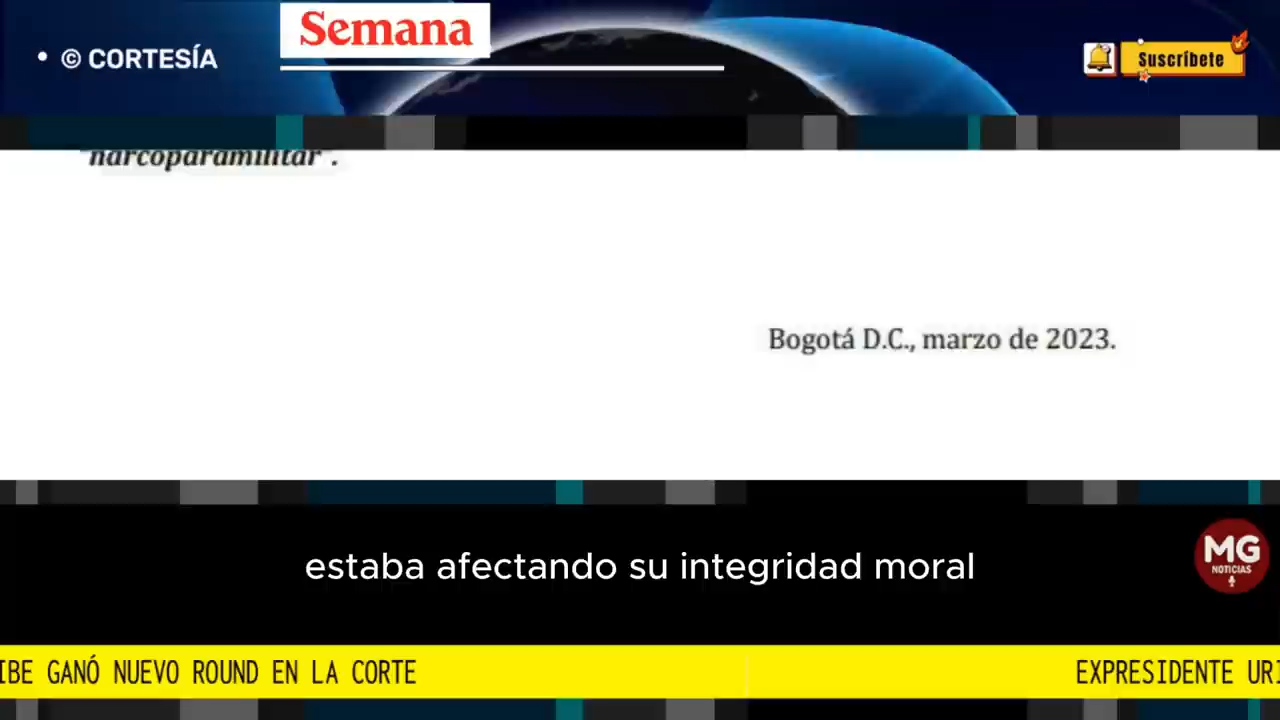 Semana
• © CORTESÍA
Suscríbete
"narcoparamilitar".
Bogotá D.C., marzo de 2023.
estaba afectando su integridad moral
MG
NOTICIAS
IBE GANÓ NUEVO ROUND EN LA CORTE
EXPRESIDENTE URI